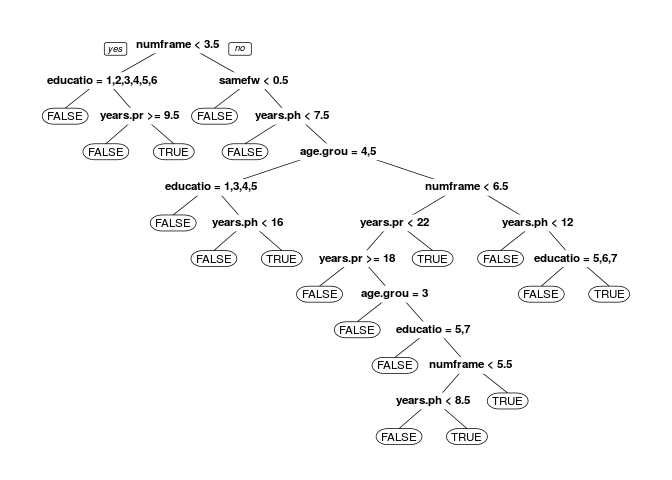 yes numframe < 3.5 no
educatio = 1,2,3,4,5,6 samefw < 0.5
FALSE years.pr >= 9.5 FALSE years.ph < 7.5
FALSE TRUE FALSE age.grou = 4,5
educatio = 1,3,4,5 numframe < 6.5
FALSE years.ph < 16 years.pr < 22 years.ph < 12
FALSE TRUE years.pr >= 18 TRUE FALSE educatio = 5,6,7
FALSE age.grou = 3 FALSE TRUE
FALSE educatio = 5,7
FALSE numframe < 5.5
years.ph < 8.5 TRUE
FALSE TRUE